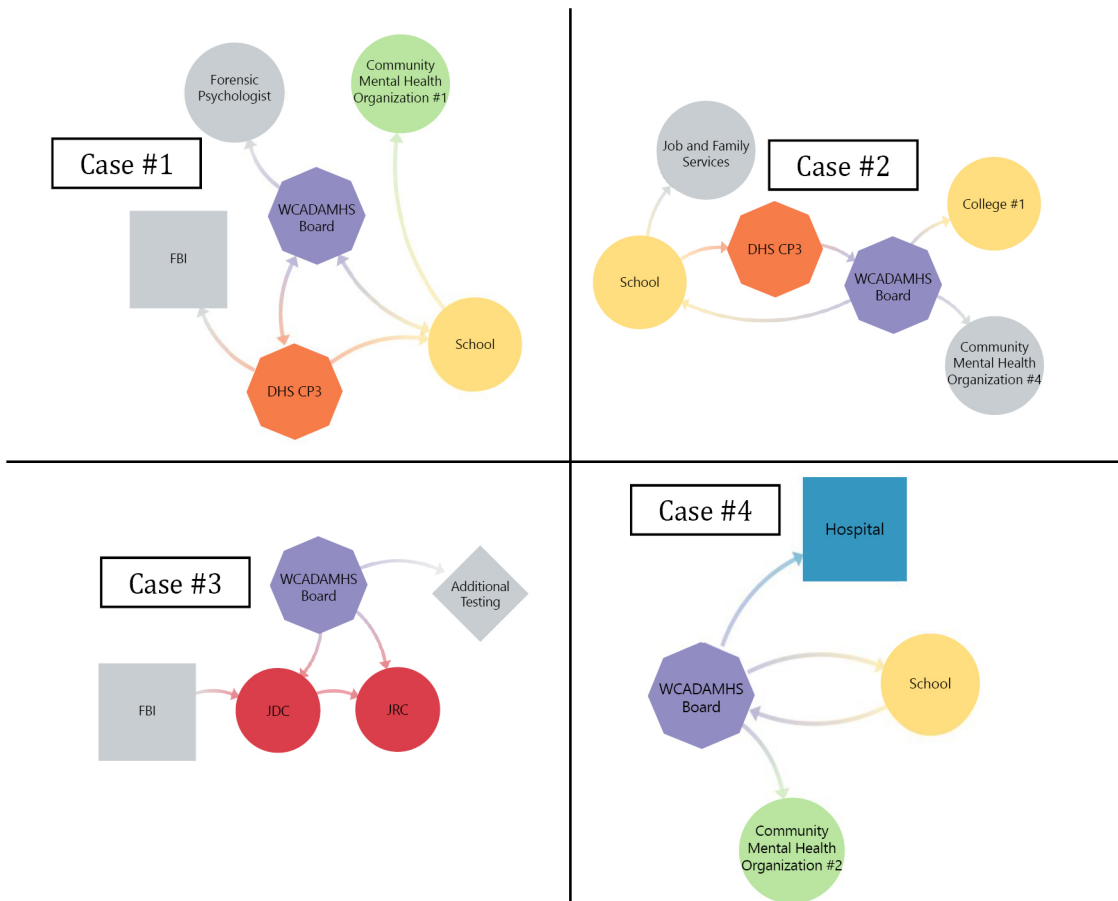 Case #1
Forensic
Psychologist
Community
Mental Health
Organization #1
WCADAMHS
Board
FBI
School
DHS CP3
Case #2
Job and Family
Services
College #1
DHS CP3
School
WCADAMHS
Board
Community
Mental Health
Organization #4
Case #3
WCADAMHS
Board
Additional
Testing
FBI
JDC
JRC
Case #4
Hospital
WCADAMHS
Board
School
Community
Mental Health
Organization #2